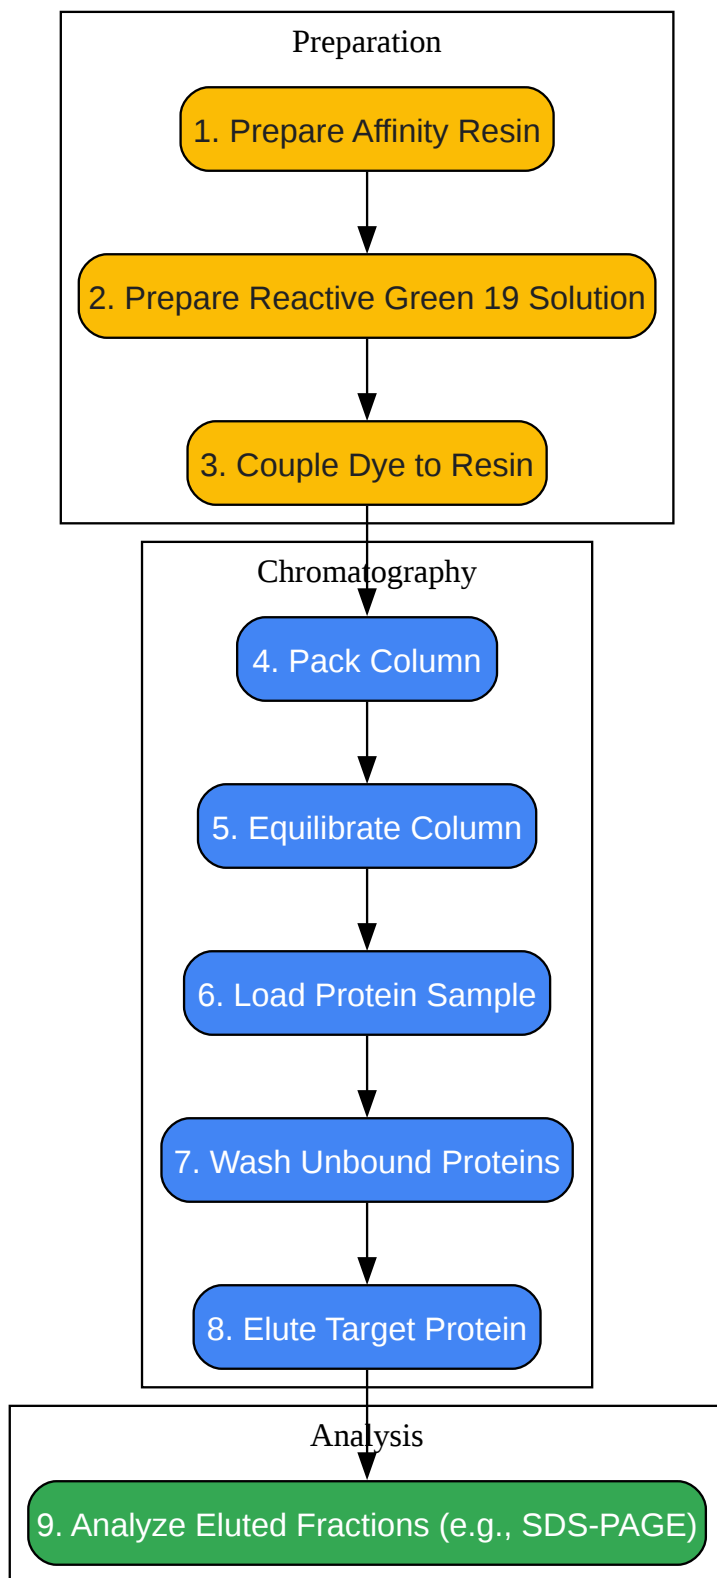 Preparation
1. Prepare Affinity Resin
2. Prepare Reactive Green 19 Solution
3. Couple Dye to Resin
Chromatography
4. Pack Column
5. Equilibrate Column
6. Load Protein Sample
7. Wash Unbound Proteins
8. Elute Target Protein
Analysis
9. Analyze Eluted Fractions (e.g., SDS-PAGE)